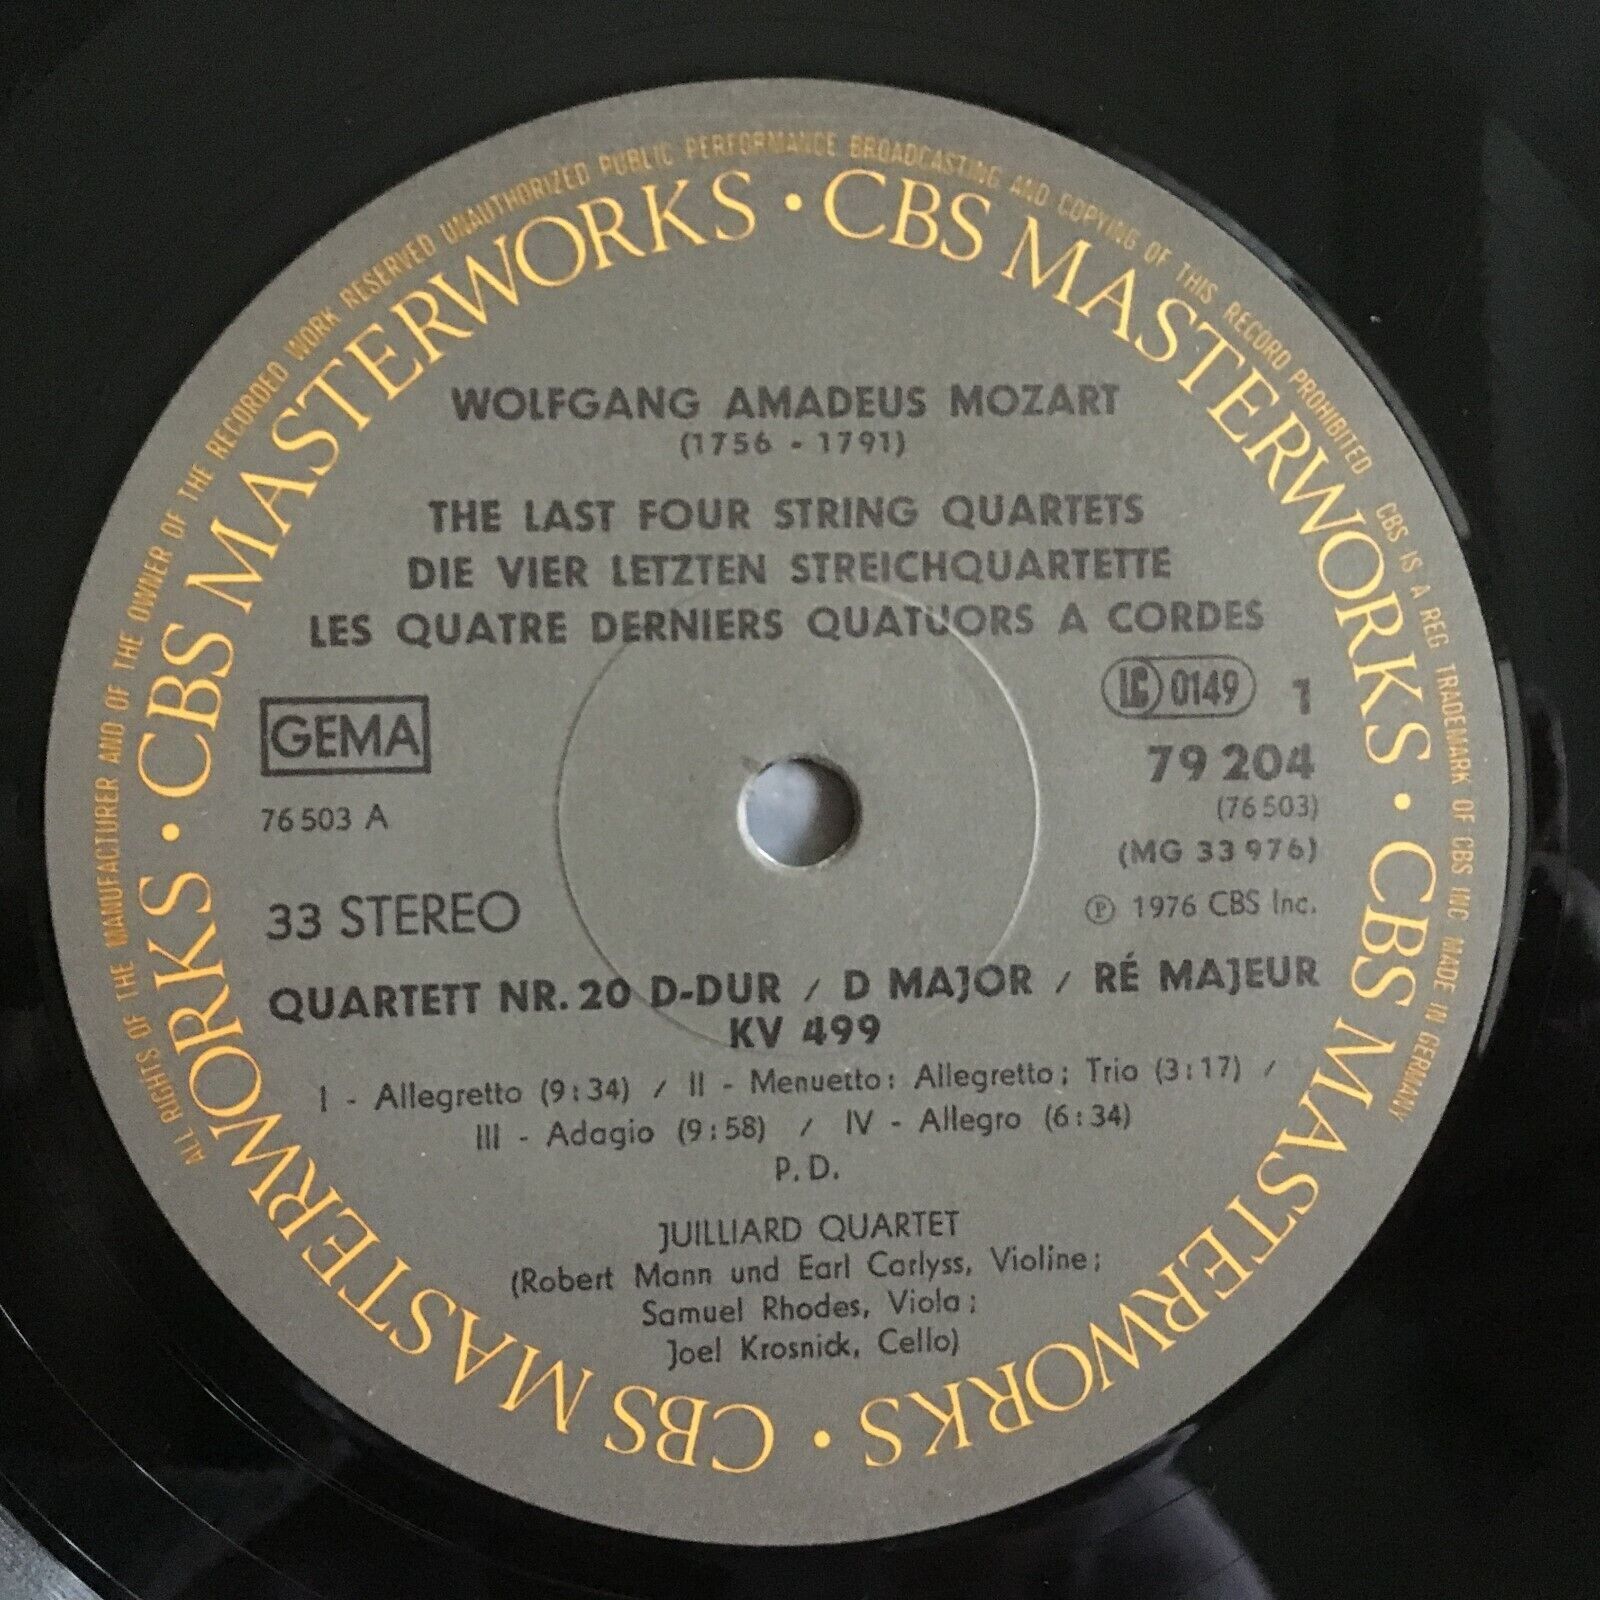 ALL RIGHTS OF THE MANUFACTURER AND OF THE OWNER OF THE RECORDED WORK RESERVED UNAUTHORIZED PUBLIC PERFORMANCE BROADCASTING AND COPYING OF THIS RECORD PROHIBITED CBS IS A REG TRADEMARK OF CBS INC MADE IN GERMANY
CBS MASTERWORKS · CBS MASTERWORKS · CBS MASTERWORKS · CBS MASTERWORKS · CBS MASTERWORKS ·
WOLFGANG AMADEUS MOZART
(1756 - 1791)
THE LAST FOUR STRING QUARTETS
DIE VIER LETZTEN STREICHQUARTETTE
LES QUATRE DERNIERS QUATUORS A CORDES
GEMA
LC 0149 1
79 204
76 503 A
(76 503)
(MG 33 976)
33 STEREO
℗ 1976 CBS Inc.
QUARTETT NR. 20 D-DUR / D MAJOR / RÉ MAJEUR
KV 499
I - Allegretto (9:34) / II - Menuetto: Allegretto; Trio (3:17) /
III - Adagio (9:58) / IV - Allegro (6:34)
P. D.
JUILLIARD QUARTET
(Robert Mann und Earl Carlyss, Violine;
Samuel Rhodes, Viola;
Joel Krosnick, Cello)